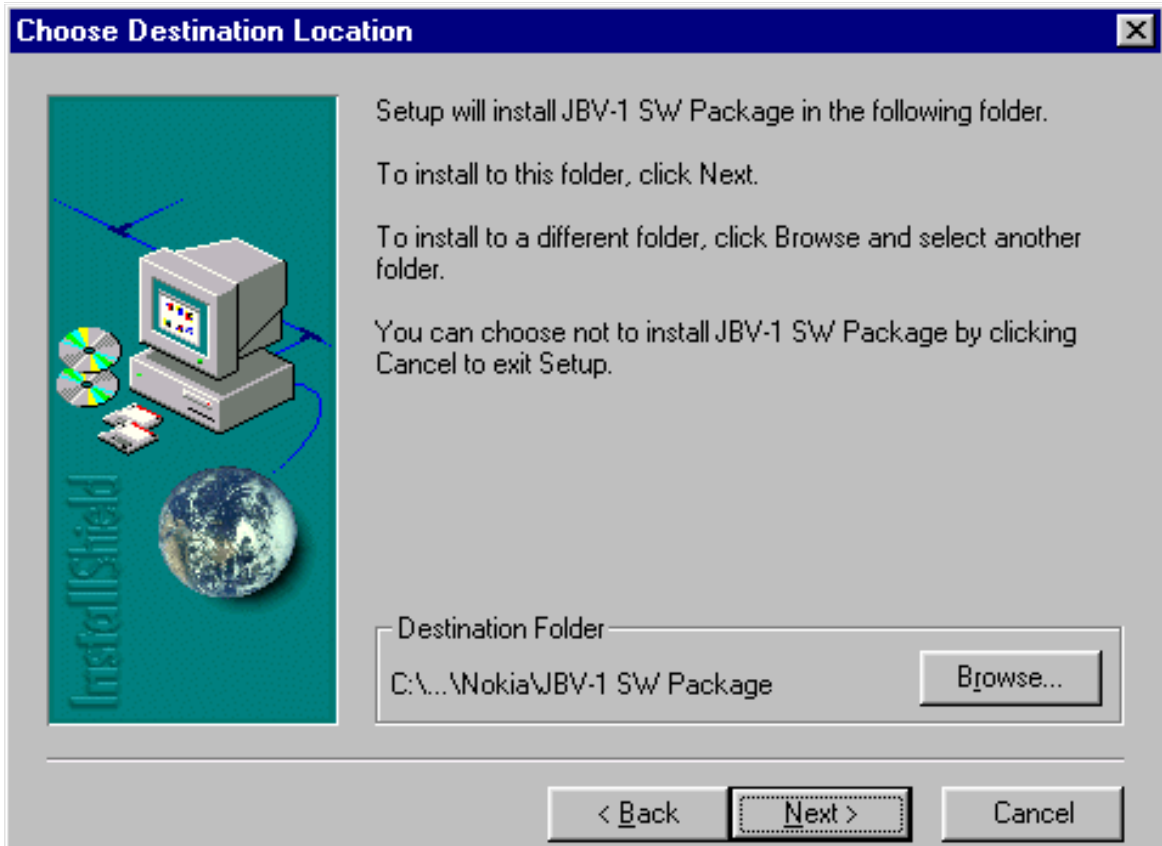 Choose Destination Location
Setup will install JBV-1 SW Package in the following folder.
To install to this folder, click Next.
To install to a different folder, click Browse and select another
folder.
You can choose not to install JBV-1 SW Package by clicking
Cancel to exit Setup.
InstallShield
Destination Folder
C:\...\Nokia\JBV-1 SW Package
Browse...
< Back
Next >
Cancel